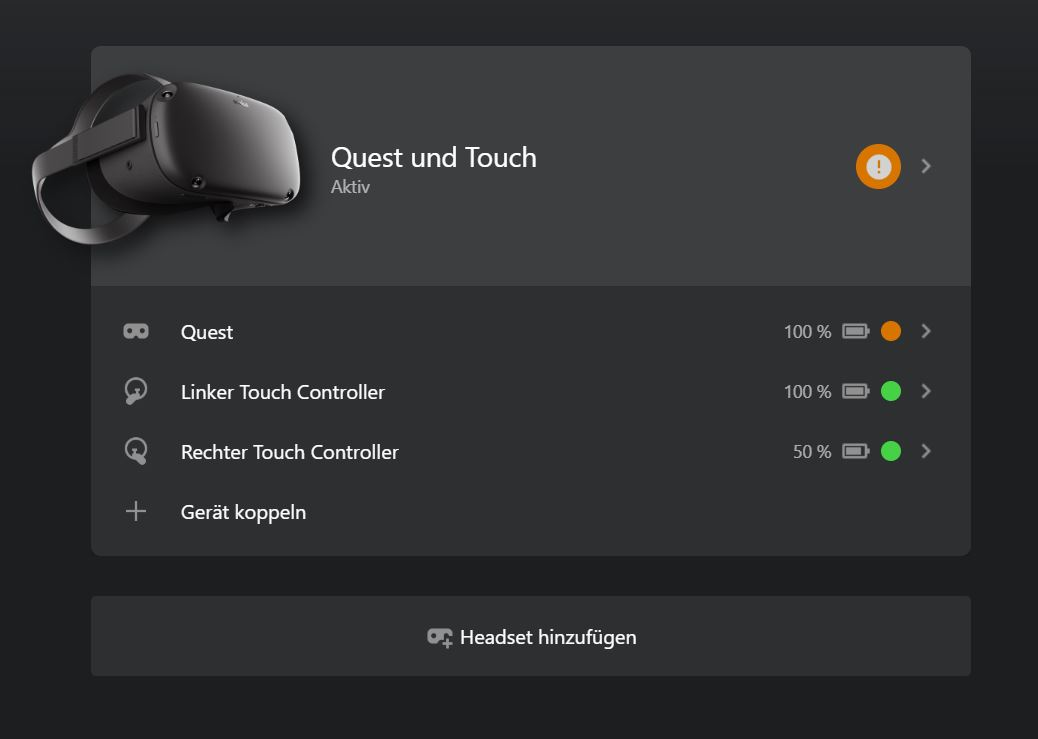 Quest und Touch
Aktiv
Quest 100 %
Linker Touch Controller 100 %
Rechter Touch Controller 50 %
Gerät koppeln
Headset hinzufügen